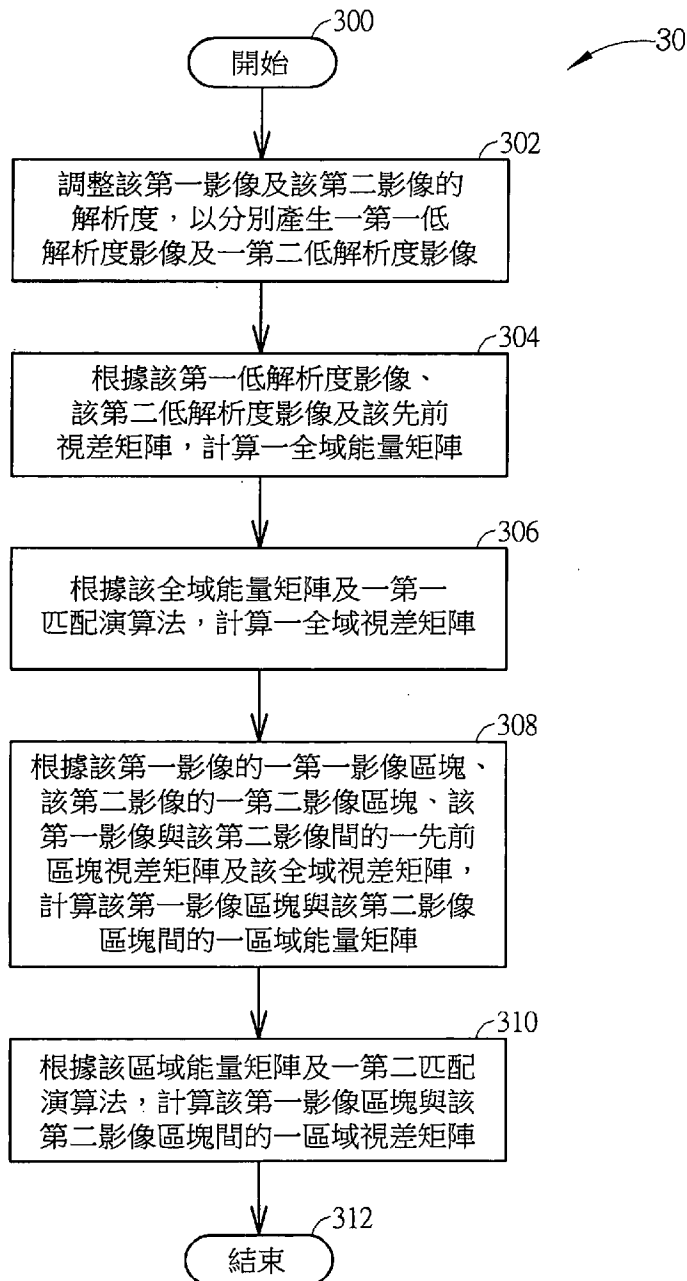 300
30
開始
302
調整該第一影像及該第二影像的
解析度，以分別產生一第一低
解析度影像及一第二低解析度影像
304
根據該第一低解析度影像、
該第二低解析度影像及該先前
視差矩陣，計算一全域能量矩陣
306
根據該全域能量矩陣及一第一
匹配演算法，計算一全域視差矩陣
308
根據該第一影像的一第一影像區塊、
該第二影像的一第二影像區塊、該
第一影像與該第二影像間的一先前
區塊視差矩陣及該全域視差矩陣，
計算該第一影像區塊與該第二影像
區塊間的一區域能量矩陣
310
根據該區域能量矩陣及一第二匹配
演算法，計算該第一影像區塊與該
第二影像區塊間的一區域視差矩陣
312
結束